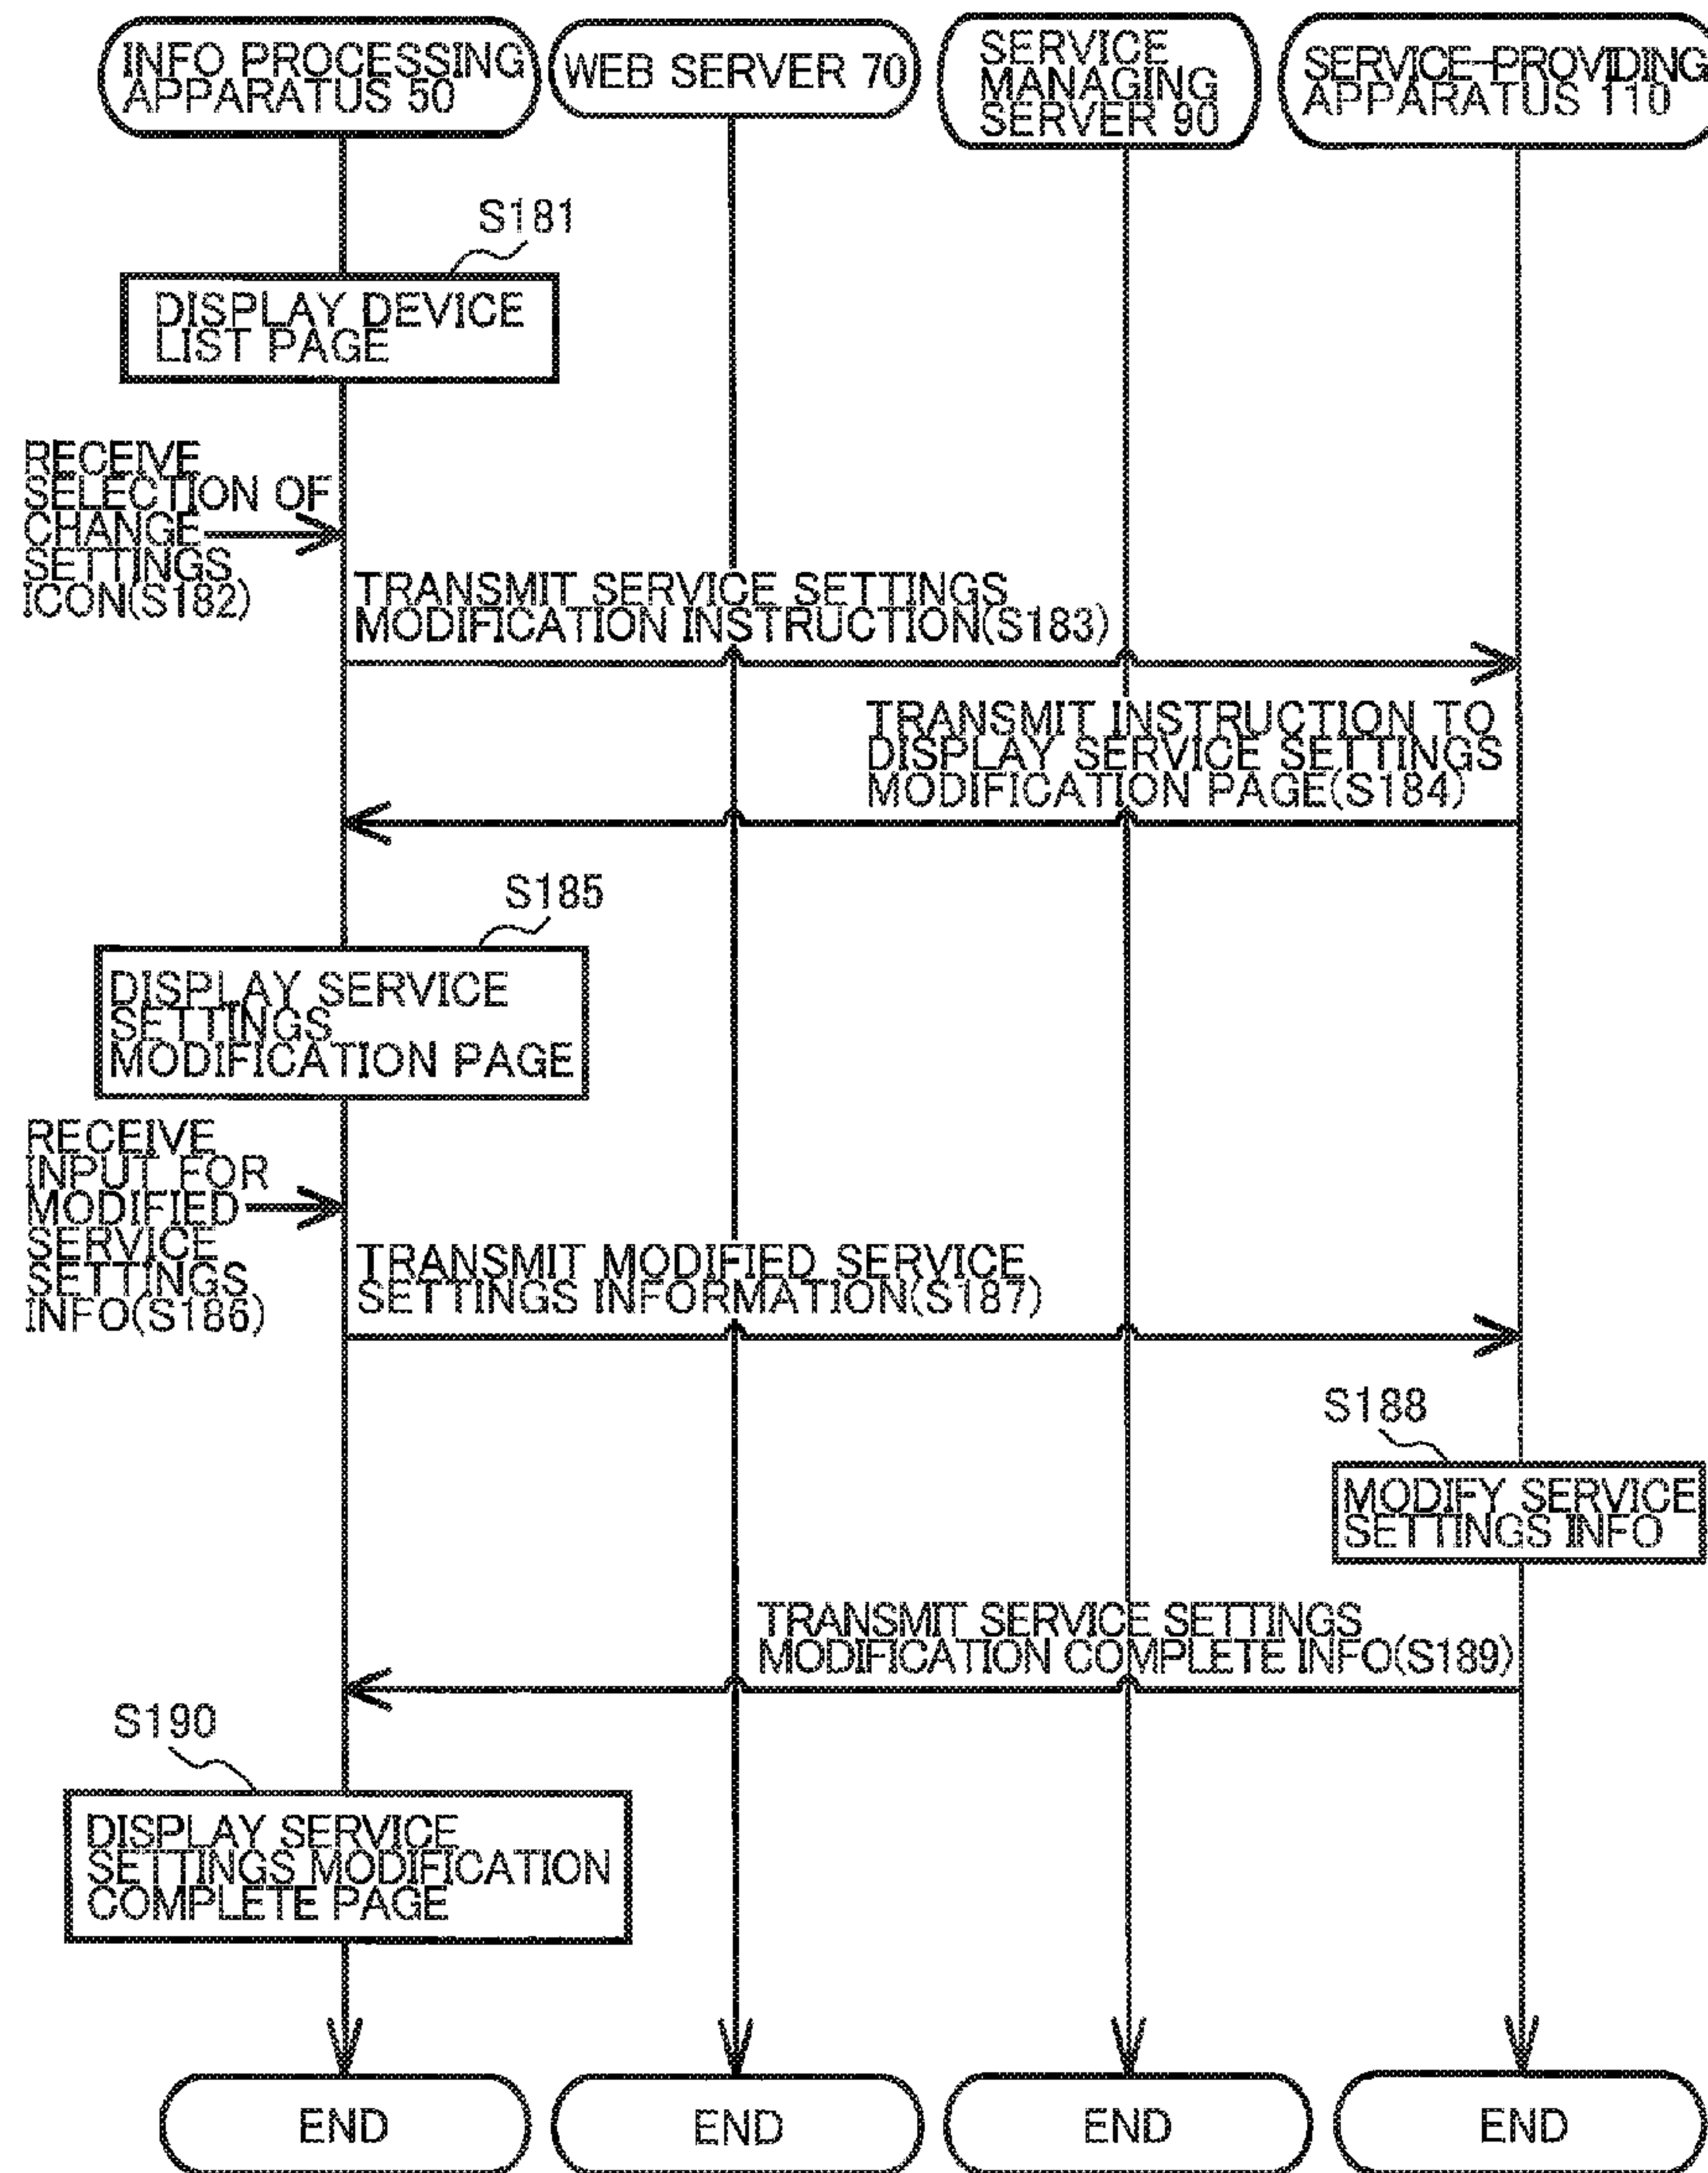 INFO PROCESSING
APPARATUS 50
WEB SERVER 70
SERVICE
MANAGING
SERVER 90
SERVICE-PROVIDING
APPARATUS 110
S181
DISPLAY DEVICE
LIST PAGE
RECEIVE
SELECTION OF
CHANGE
SETTINGS
ICON(S182)
TRANSMIT SERVICE SETTINGS
MODIFICATION INSTRUCTION(S183)
TRANSMIT INSTRUCTION TO
DISPLAY SERVICE SETTINGS
MODIFICATION PAGE(S184)
S185
DISPLAY SERVICE
SETTINGS
MODIFICATION PAGE
RECEIVE
INPUT FOR
MODIFIED
SERVICE
SETTINGS
INFO(S186)
TRANSMIT MODIFIED SERVICE
SETTINGS INFORMATION(S187)
S188
MODIFY SERVICE
SETTINGS INFO
TRANSMIT SERVICE SETTINGS
MODIFICATION COMPLETE INFO(S189)
S190
DISPLAY SERVICE
SETTINGS MODIFICATION
COMPLETE PAGE
END
END
END
END